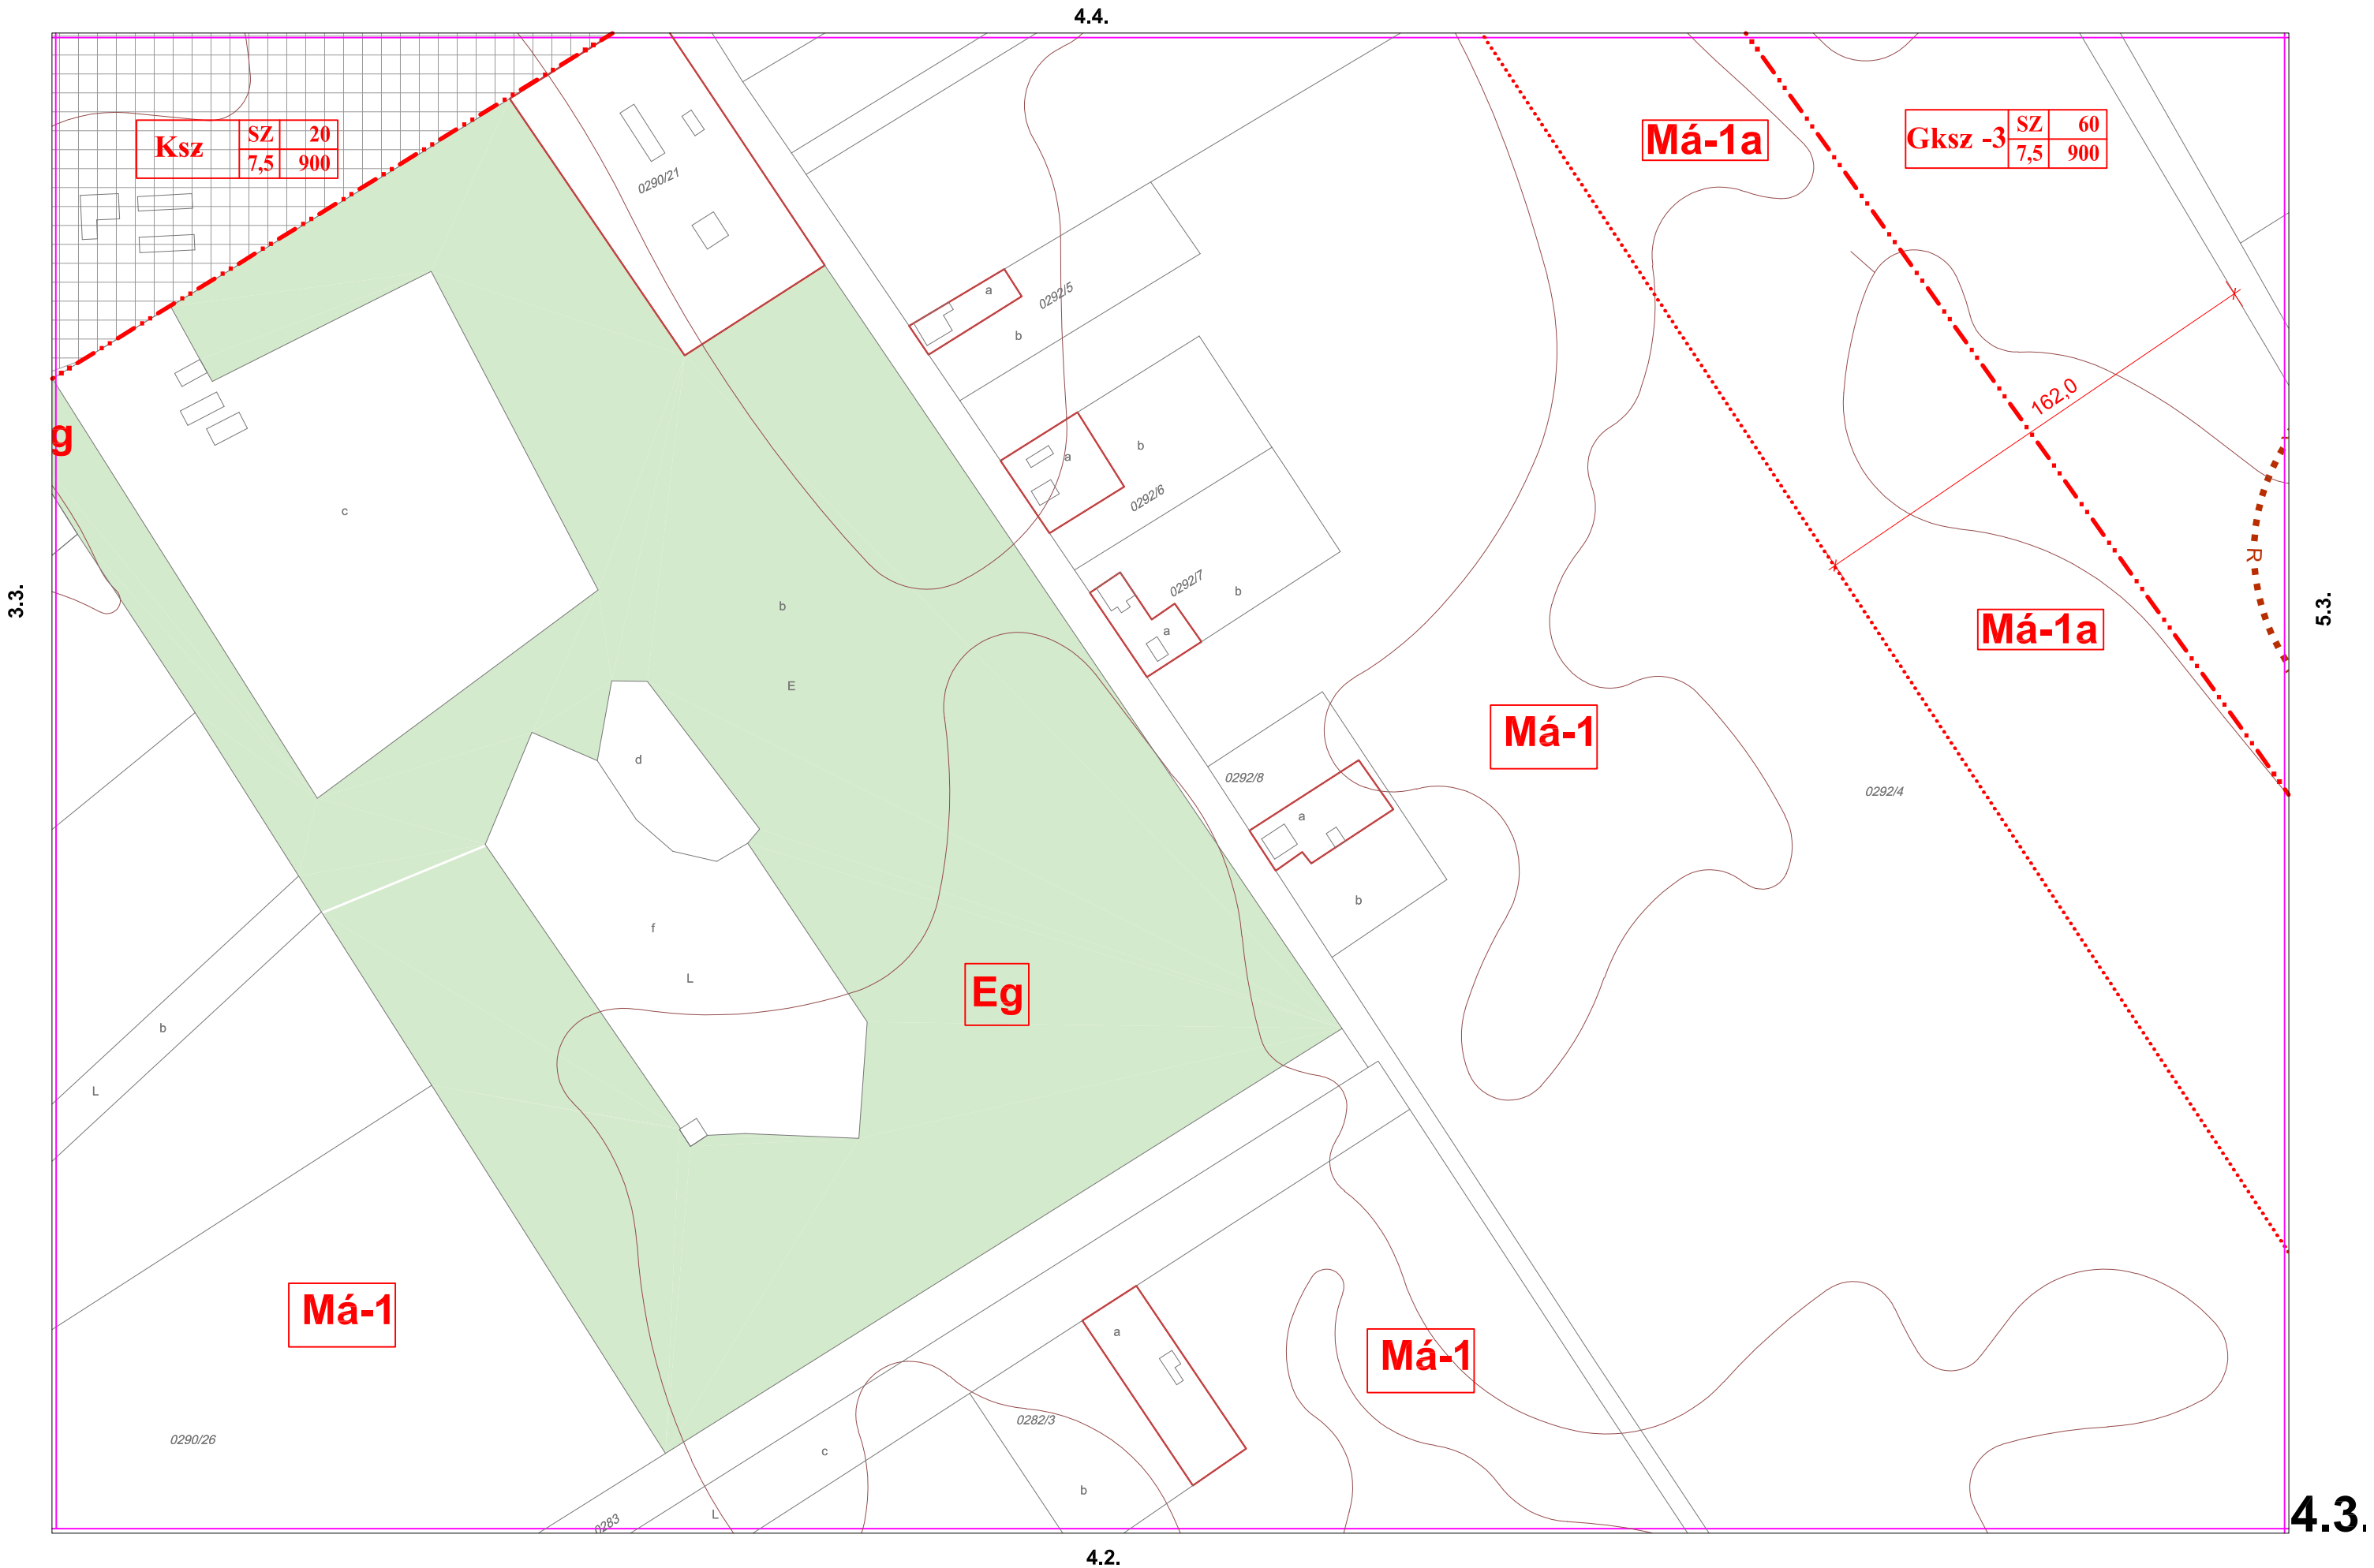 4.4.
Ksz SZ 20
7,5 900
0290/21
Má-1a
Gksz -3 SZ 60
7,5 900
a
0292/5
b
162,0
g
b
a
0292/6
c
R
0292/7
b
b
a
3.3.
5.3.
Má-1a
E
d
Má-1
0292/8
0292/4
a
b
f
L
Eg
b
L
Má-1
a
Má-1
0282/3
0290/26
c
b
L
0283
4.3.
4.2.